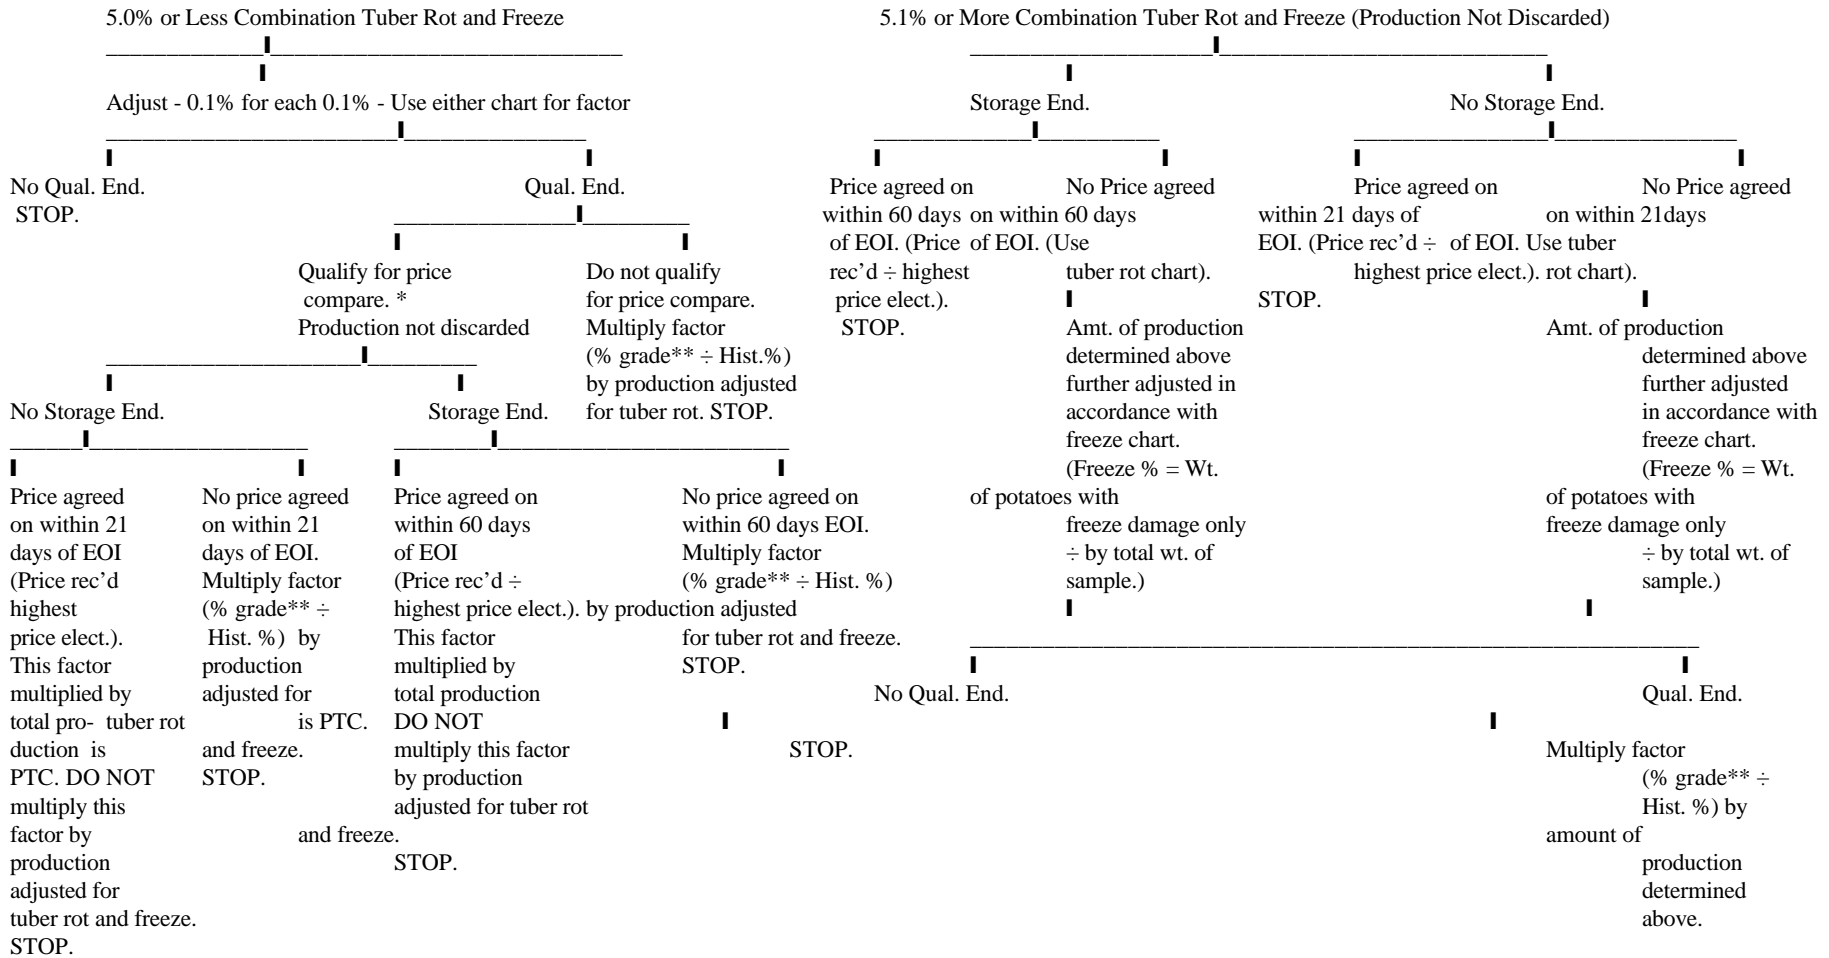 5.0% or Less Combination Tuber Rot and Freeze
5.1% or More Combination Tuber Rot and Freeze (Production Not Discarded)
Adjust - 0.1% for each 0.1% - Use either chart for factor
Storage End.
No Storage End.
No Qual. End.
STOP.
Qual. End.
Price agreed on
within 60 days
of EOI. (Price
rec’d ÷ highest
price elect.).
STOP.
No Price agreed
on within 60 days
of EOI. (Use
tuber rot chart).
Price agreed on
within 21 days of
EOI. (Price rec’d ÷
highest price elect.).
STOP.
No Price agreed
on within 21days
of EOI. Use tuber
rot chart).
Qualify for price
compare. *
Production not discarded
Do not qualify
for price compare.
Multiply factor
(% grade** ÷ Hist.%)
by production adjusted
for tuber rot. STOP.
Amt. of production
determined above
further adjusted in
accordance with
freeze chart.
(Freeze % = Wt.
of potatoes with
freeze damage only
÷ by total wt. of
sample.)
Amt. of production
determined above
further adjusted
in accordance with
freeze chart.
(Freeze % = Wt.
of potatoes with
freeze damage only
÷ by total wt. of
sample.)
No Storage End.
Storage End.
Price agreed
on within 21
days of EOI
(Price rec’d
highest
price elect.).
This factor
multiplied by
total pro-
duction is
PTC. DO NOT
multiply this
factor by
production
adjusted for
tuber rot and freeze.
STOP.
No price agreed
on within 21
days of EOI.
Multiply factor
(% grade** ÷
Hist. %) by
production
adjusted for
tuber rot
and freeze.
STOP.
Price agreed on
within 60 days
of EOI
(Price rec’d ÷
highest price elect.).
This factor
multiplied by
total production
is PTC. DO NOT
multiply this factor
by production
adjusted for tuber rot
and freeze.
STOP.
No price agreed on
within 60 days EOI.
Multiply factor
(% grade** ÷ Hist. %)
by production adjusted
for tuber rot and freeze.
STOP.
No Qual. End.
STOP.
Qual. End.
Multiply factor
(% grade** ÷
Hist. %) by
amount of
production
determined
above.